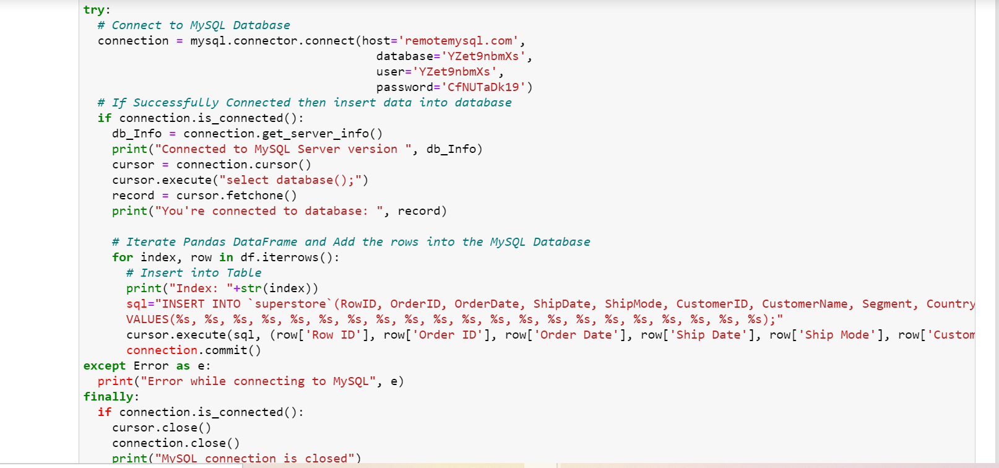 try:
# Connect to MySQL Database
connection = mysql.connector.connect(host='remotemysql.com',
database='YZet9nbmXs',
user='YZet9nbmXs',
password='CfNUTaDk19')
# If Successfully Connected then insert data into database
if connection.is_connected():
db_Info = connection.get_server_info()
print("Connected to MySQL Server version ", db_Info)
cursor = connection.cursor()
cursor.execute("select database();")
record = cursor.fetchone()
print("You're connected to database: ", record)
# Iterate Pandas DataFrame and Add the rows into the MySQL Database
for index, row in df.iterrows():
# Insert into Table
print("Index: "+str(index))
sql="INSERT INTO `superstore`(RowID, OrderID, OrderDate, ShipDate, ShipMode, CustomerID, CustomerName, Segment, Country
VALUES(%s, %s, %s, %s, %s, %s, %s, %s, %s, %s, %s, %s, %s, %s, %s, %s, %s, %s, %s, %s, %s);"
cursor.execute(sql, (row['Row ID'], row['Order ID'], row['Order Date'], row['Ship Date'], row['Ship Mode'], row['Custom
connection.commit()
except Error as e:
print("Error while connecting to MySQL", e)
finally:
if connection.is_connected():
cursor.close()
connection.close()
print("MySQL connection is closed")